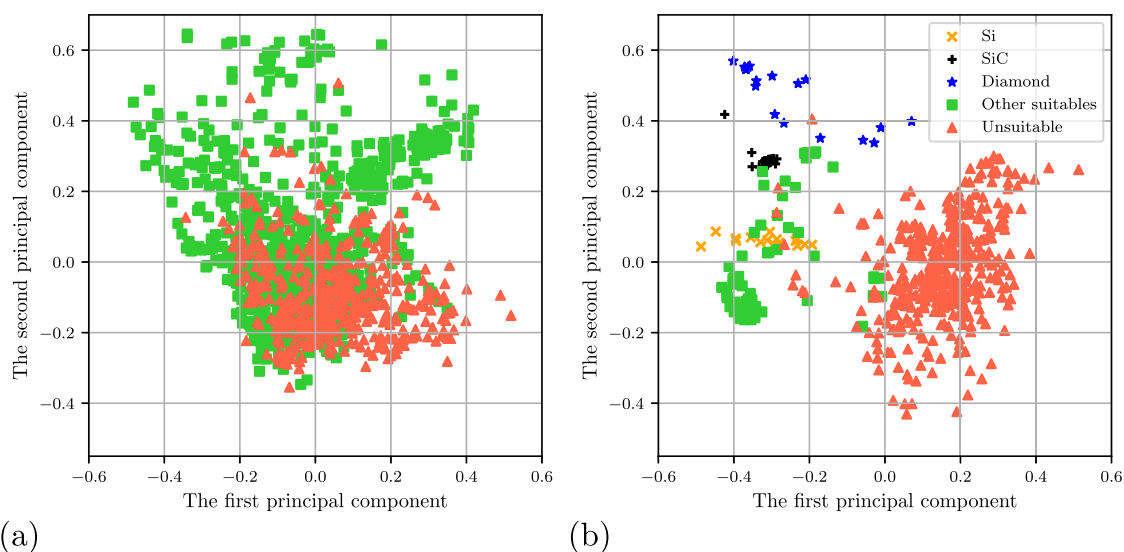 0.6
0.4
0.2
0.0
−0.2
−0.4
−0.6
−0.4
−0.2
0.0
0.2
0.4
0.6
The first principal component
The second principal component
(a)
0.6
0.4
0.2
0.0
−0.2
−0.4
−0.6
−0.4
−0.2
0.0
0.2
0.4
0.6
The first principal component
The second principal component
Si
SiC
Diamond
Other suitables
Unsuitable
(b)